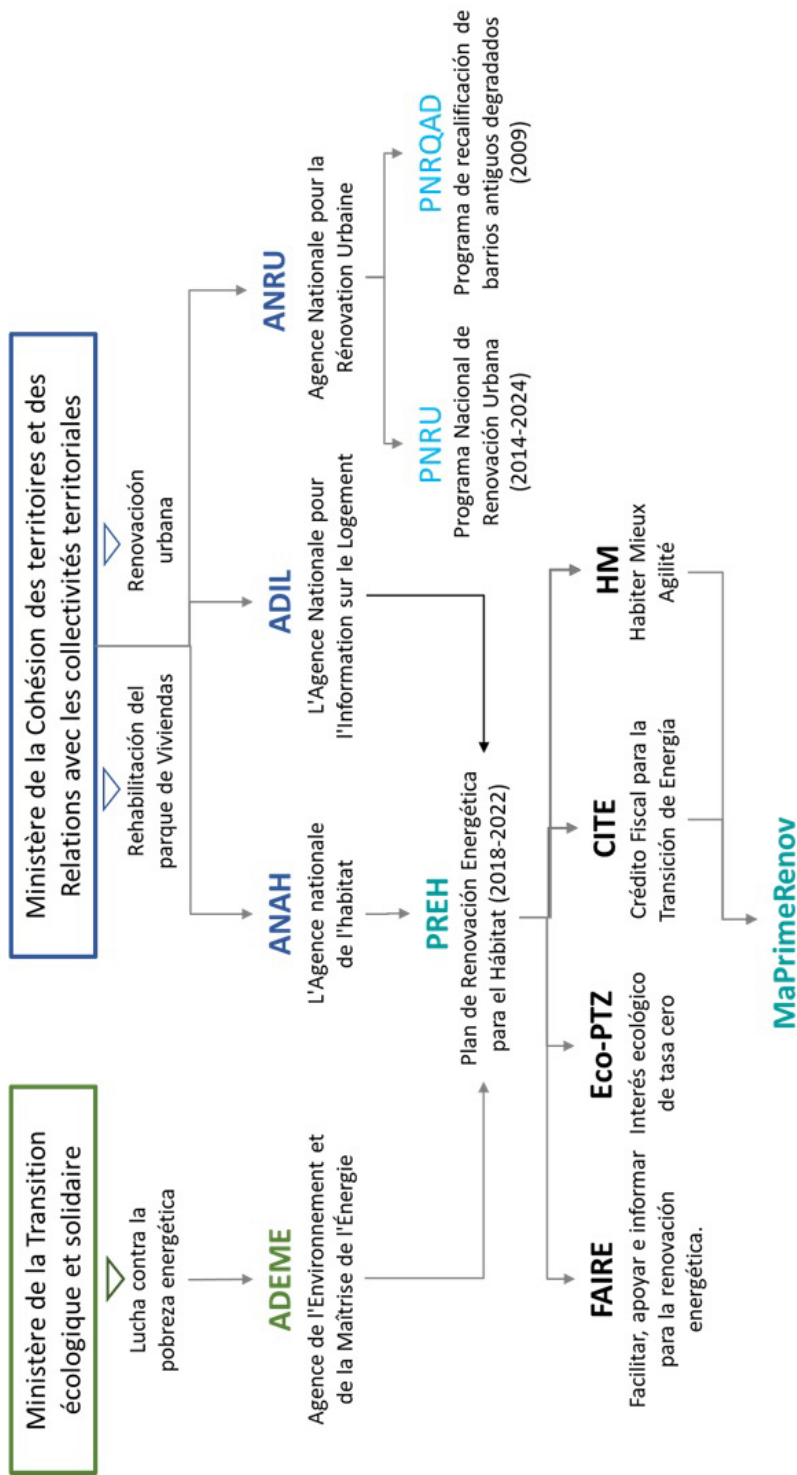 Ministère de la Transition
écologique et solidaire
Ministère de la Cohésion des territoires et des
Relations avec les collectivités territoriales
Lucha contra la
pobreza energética
Rehabilitación del
parque de Viviendas
Renovacioón
urbana
ADEME
Agence de l'Environnement et
de la Maîtrise de l'Énergie
ANAH
L'Agence nationale
de l'habitat
ADIL
L'Agence Nationale pour
l'Information sur le Logement
ANRU
Agence Nationale pour la
Rénovation Urbaine
PREH
Plan de Renovación Energética
para el Hábitat (2018-2022)
PNRU
Programa Nacional de
Renovación Urbana
(2014-2024)
PNRQAD
Programa de recalificación de
barrios antiguos degradados
(2009)
FAIRE
Facilitar, apoyar e informar
para la renovación
energética.
Eco-PTZ
Interés ecológico
de tasa cero
CITE
Crédito Fiscal para la
Transición de Energía
HM
Habiter Mieux
Agilité
MaPrimeRenov